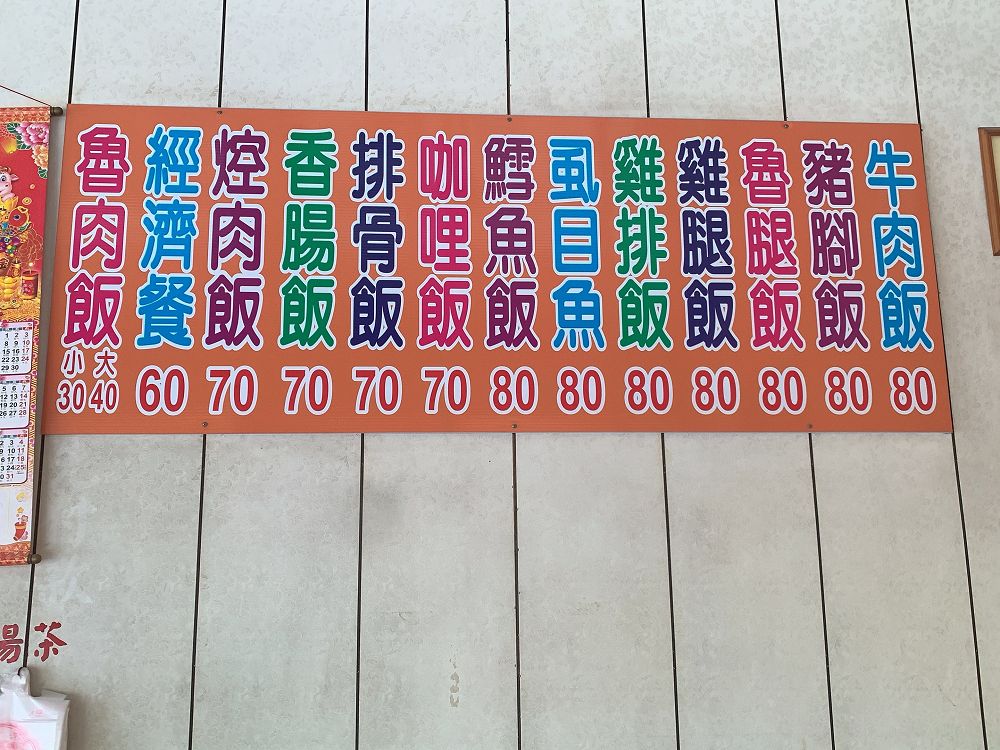 魯肉飯 小30 大40
經濟餐 60
焢肉飯 70
香腸飯 70
排骨飯 70
咖哩飯 70
鱈魚飯 80
虱目魚 80
雞排飯 80
雞腿飯 80
魯腿飯 80
豬腳飯 80
牛肉飯 80
茶